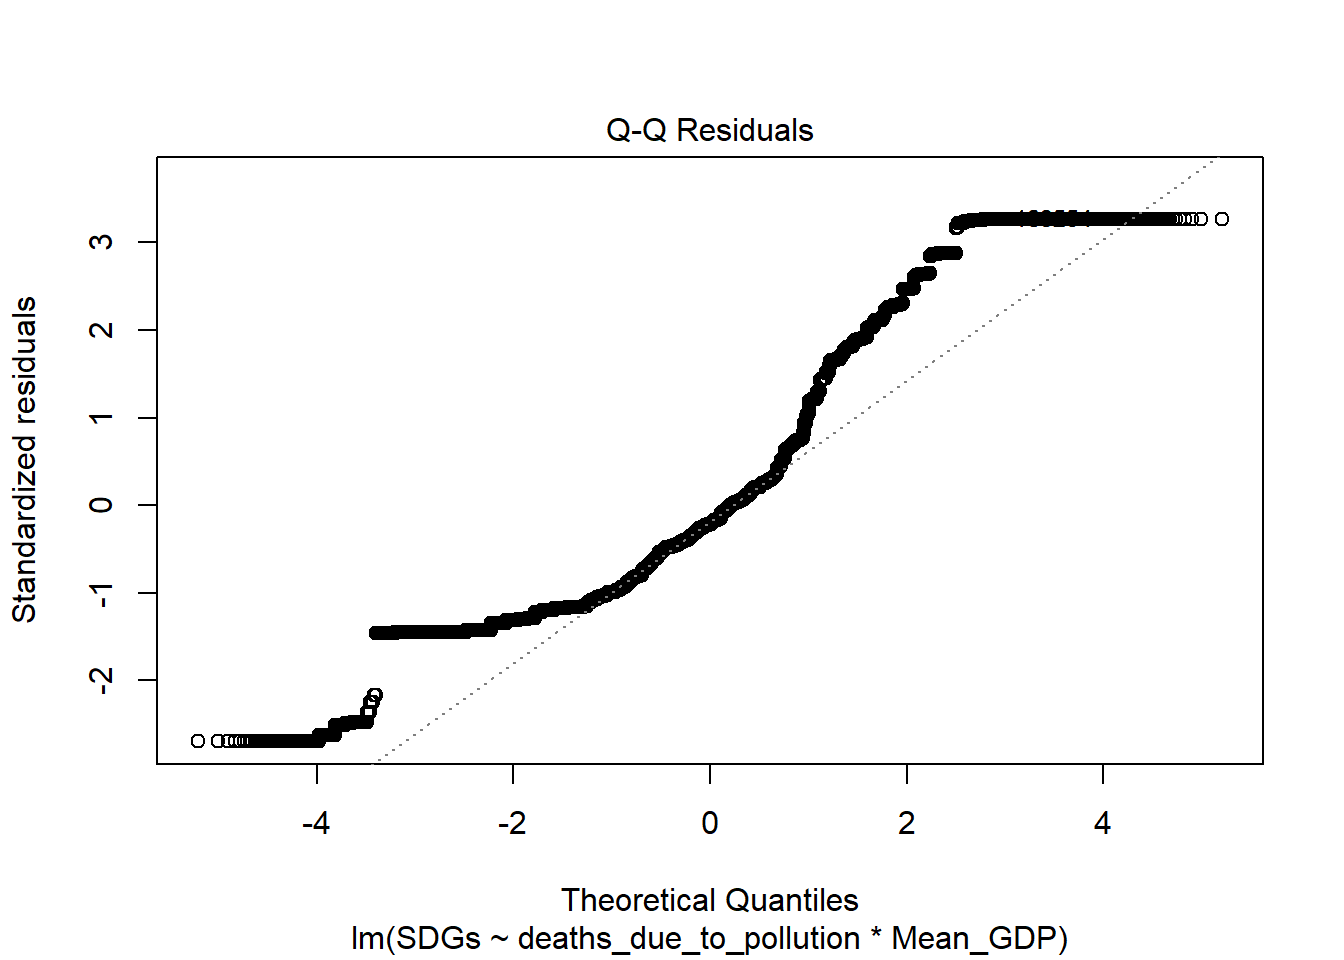 Q-Q Residuals
Standardized residuals
3
2
1
0
-1
-2
-4
-2
0
2
4
Theoretical Quantiles
lm(SDGs ~ deaths_due_to_pollution * Mean_GDP)